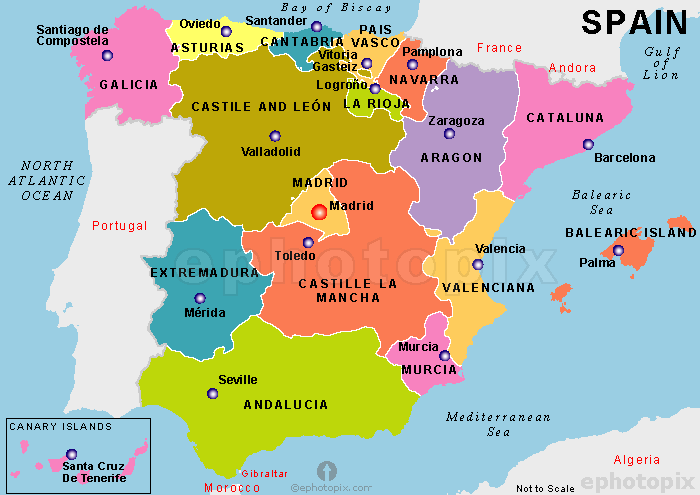 SPAIN
Bay of Biscay
Santander
Oviedo
Santiago de
Compostela
PAIS
VASCO
CANTABRIA
ASTURIAS
France
Gulf
of
Lion
Pamplona
Vitoria
Gasteiz
Andorra
GALICIA
NAVARRA
Logroño
LA RIOJA
CASTILE AND LEÓN
CATALUNA
Zaragoza
Valladolid
ARAGON
Barcelona
NORTH
ATLANTIC
OCEAN
MADRID
Madrid
Balearic
Sea
Portugal
BALEARIC ISLAND
Toledo
Valencia
Palma
ephotopix
EXTREMADURA
CASTILLE LA
MANCHA
VALENCIANA
Mérida
Murcia
MURCIA
Seville
ANDALUCIA
Mediterranean
Sea
CANARY ISLANDS
Santa Cruz
De Tenerife
Gibraltar
Morocco
©ephotopix.com
Algeria
ephotopix
Not to Scale